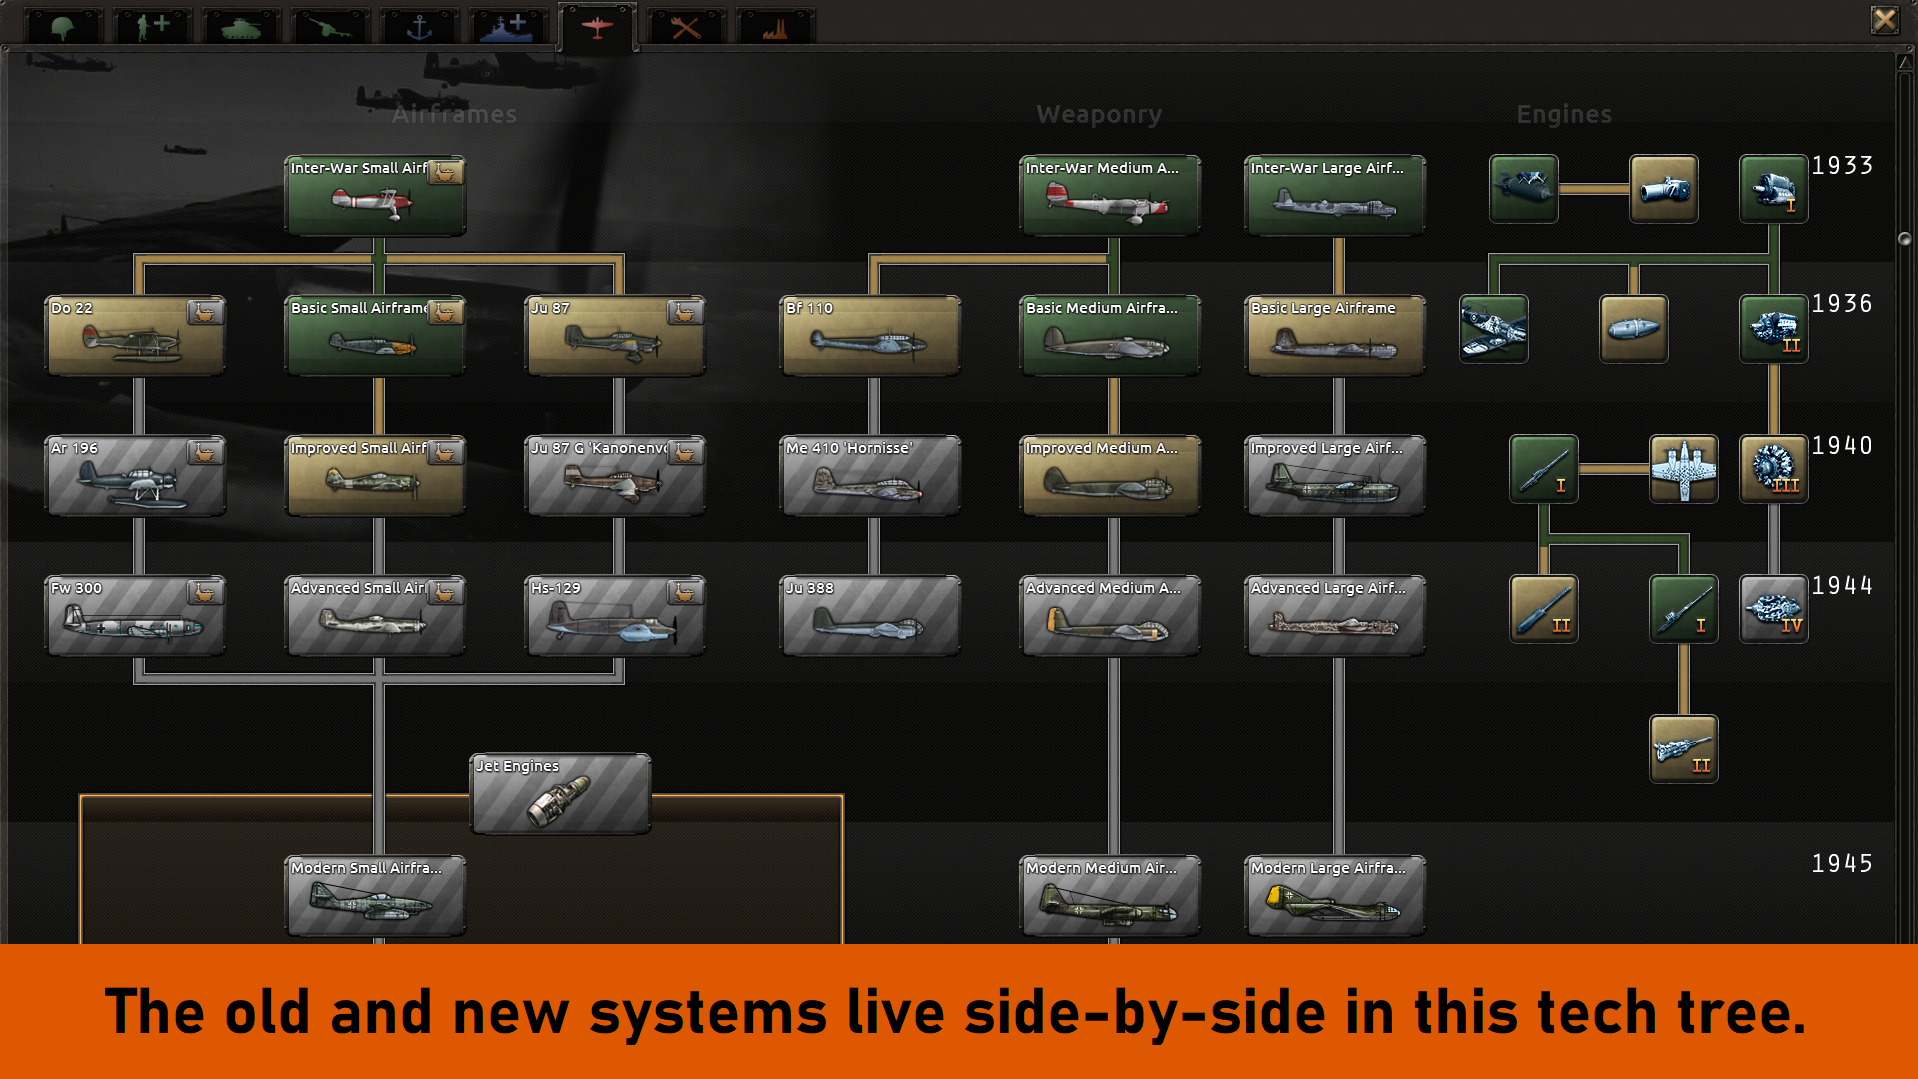 Airframes
Weaponry
Engines
Inter-War Small Airf
Inter-War Medium A...
Inter-War Large Airf...
I
1933
Do 22
Basic Small Airframe
Ju 87
Bf 110
Basic Medium Airfra...
Basic Large Airframe
II
1936
Ar 196
Improved Small Airf
Ju 87 G 'Kanonenvo
Me 410 'Hornisse'
Improved Medium A...
Improved Large Airf...
I
III
1940
Fw 300
Advanced Small Air
Hs-129
Ju 388
Advanced Medium A...
Advanced Large Airf...
II
I
IV
1944
Jet Engines
II
Modern Small Airfra...
Modern Medium Air...
Modern Large Airfra...
1945
The old and new systems live side-by-side in this tech tree.